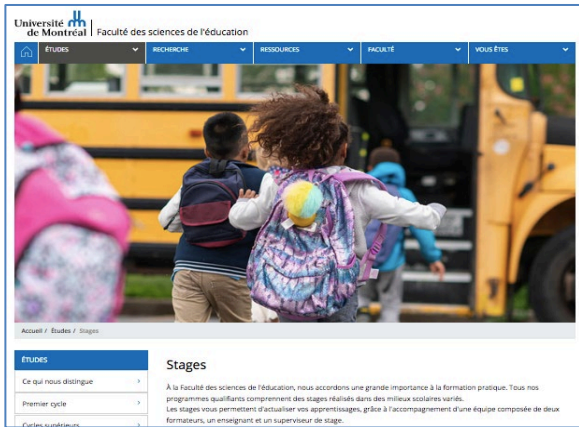 Université
de Montréal
Faculté des sciences de l'éducation
ÉTUDES
RECHERCHE
RESSOURCES
FACULTÉ
VOUS ÊTES
Accueil / Études / Stages
ÉTUDES
Ce qui nous distingue
Premier cycle
Cycles supérieurs
Stages
À la Faculté des sciences de l'éducation, nous accordons une grande importance à la formation pratique. Tous nos
programmes qualifiants comprennent des stages réalisés dans des milieux scolaires variés.
Les stages vous permettent d'actualiser vos apprentissages, grâce à l'accompagnement d'une équipe composée de deux
formateurs, un enseignant et un superviseur de stage.